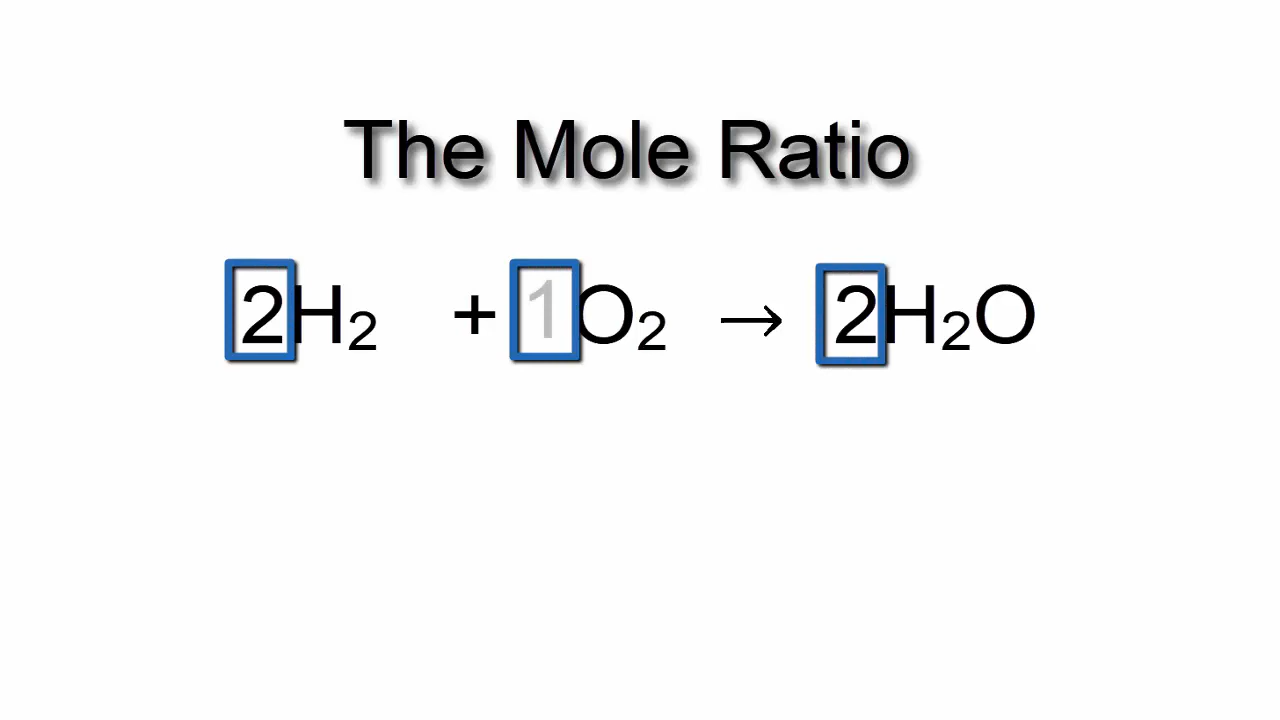 The Mole Ratio
2H₂ + 1O₂ → 2H₂O